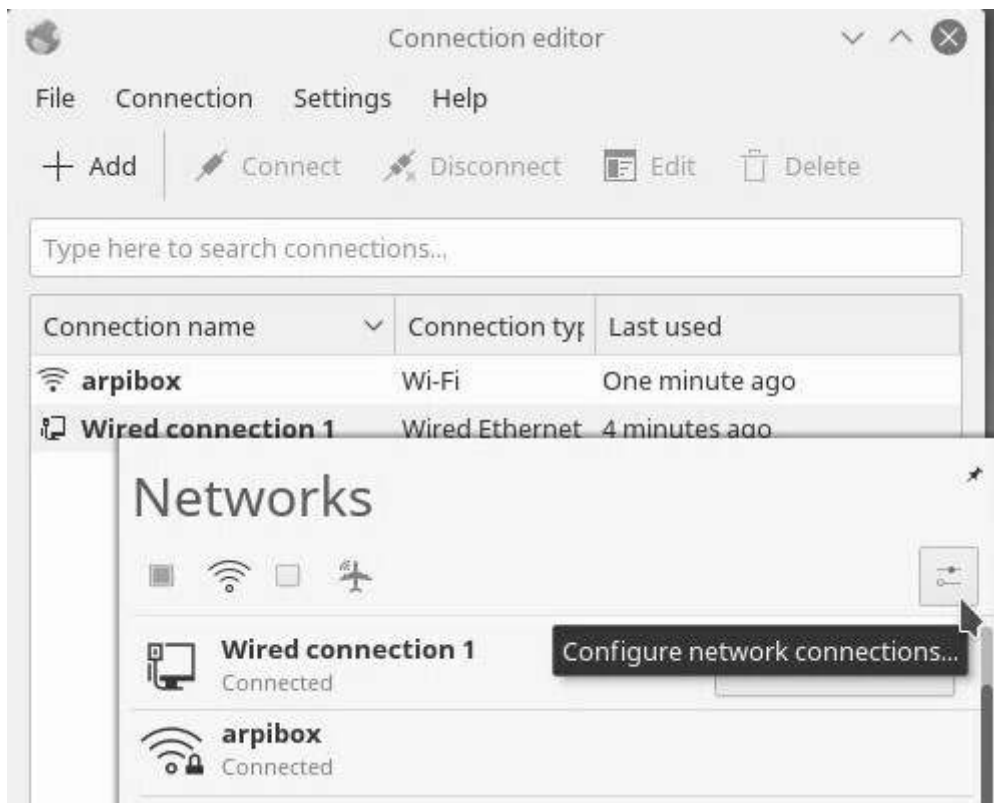 Connection editor
File Connection Settings Help
Add Connect Disconnect Edit Delete
Type here to search connections...
Connection name Connection typ Last used
arpibox Wi-Fi One minute ago
Wired connection 1 Wired Ethernet 4 minutes ago
Networks
Wired connection 1
Connected
Configure network connections...
arpibox
Connected